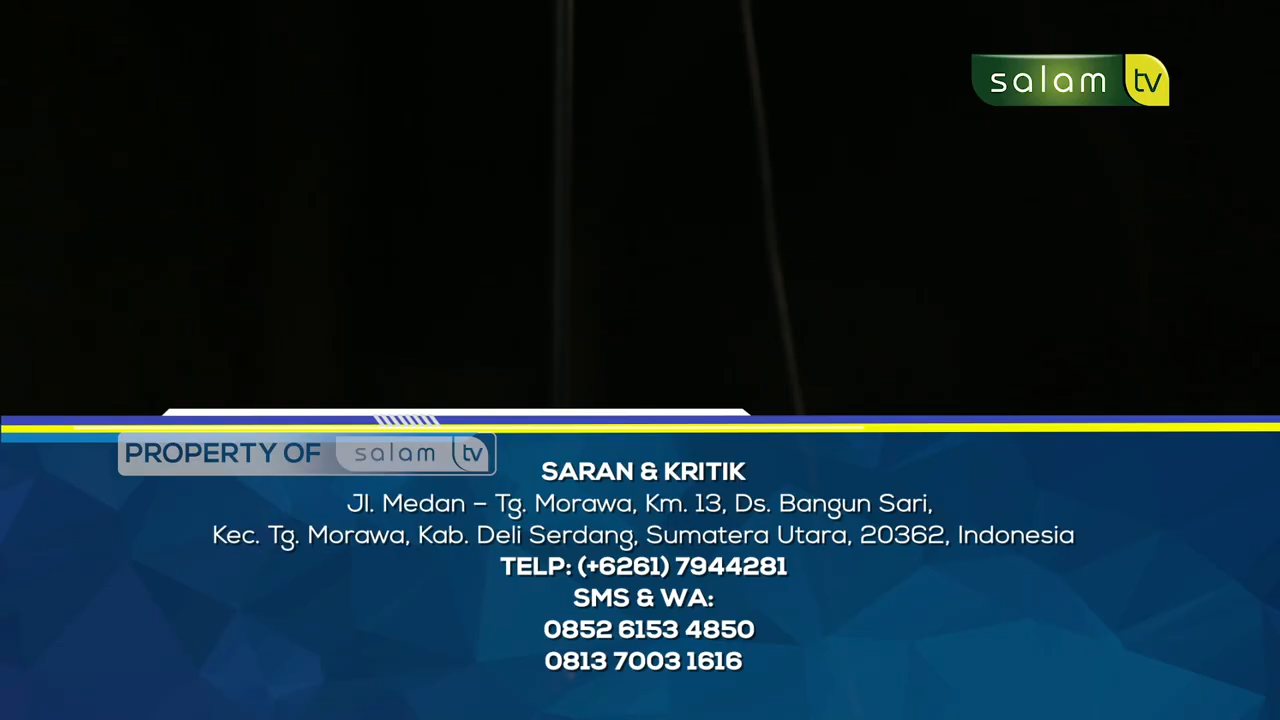 salam tv
PROPERTY OF salam tv
SARAN & KRITIK
Jl. Medan – Tg. Morawa, Km. 13, Ds. Bangun Sari,
Kec. Tg. Morawa, Kab. Deli Serdang, Sumatera Utara, 20362, Indonesia
TELP: (+6261) 7944281
SMS & WA:
0852 6153 4850
0813 7003 1616